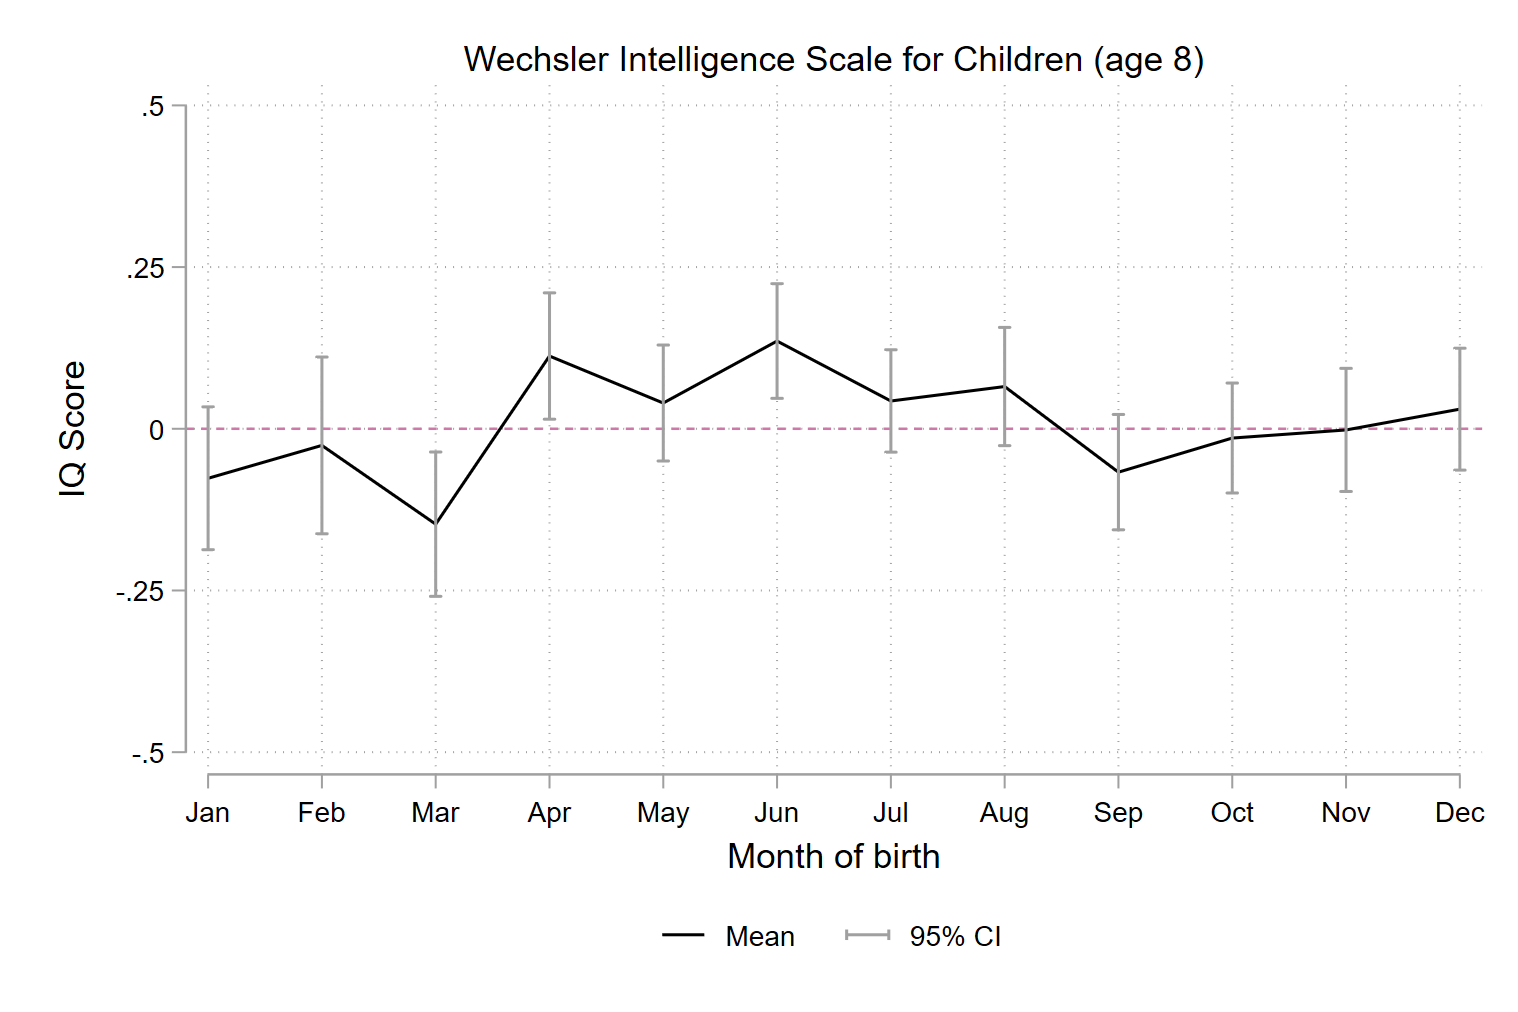 Wechsler Intelligence Scale for Children (age 8)
.5
.25
0
-.25
-.5
IQ Score
Jan Feb Mar Apr May Jun Jul Aug Sep Oct Nov Dec
Month of birth
Mean 95% CI